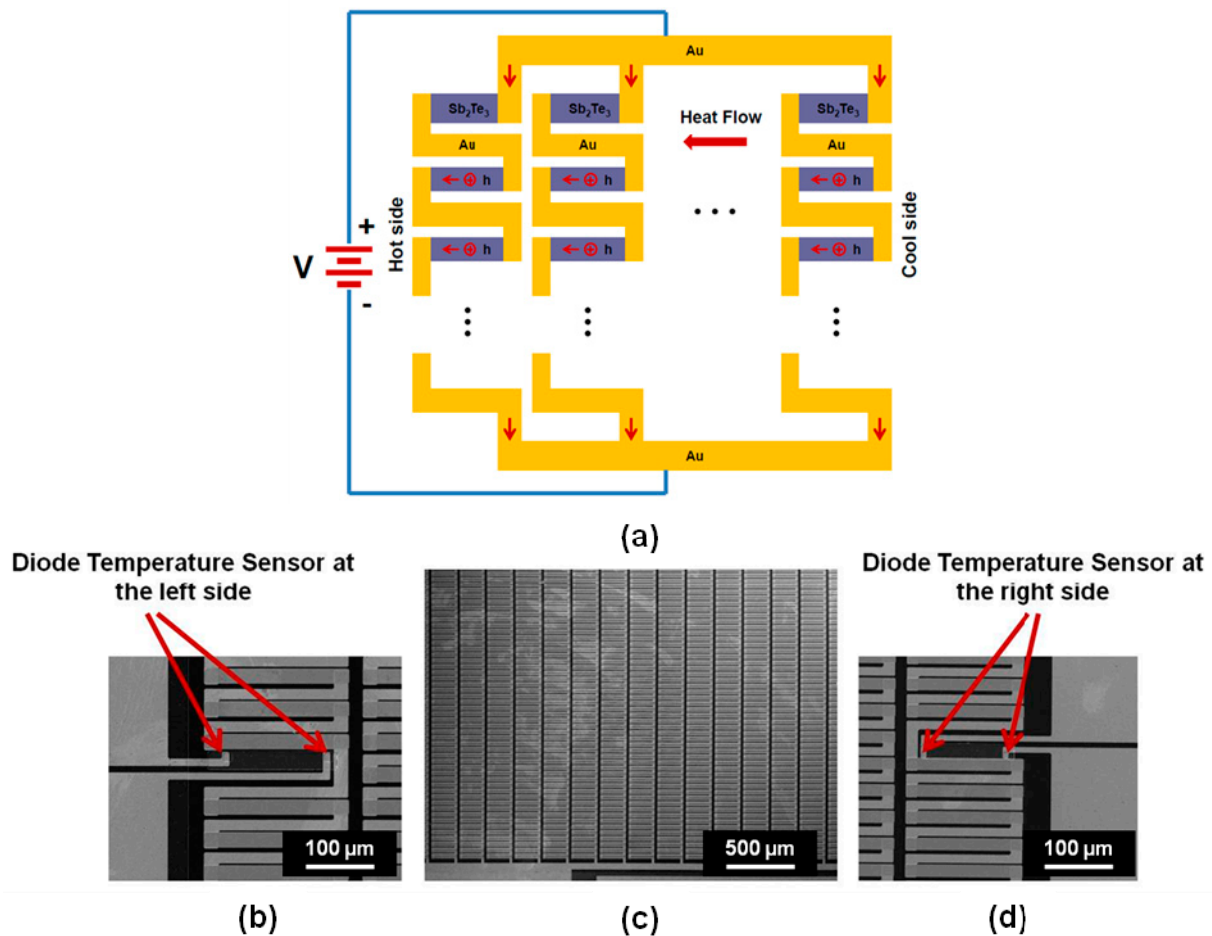 Au
Sb₂Te₃ Sb₂Te₃ Sb₂Te₃
Heat Flow
Au Au Au
h h h
+
V
-
Hot side
Cool side
h h h
Au
(a)
Diode Temperature Sensor at
the left side
Diode Temperature Sensor at
the right side
100 µm
500 µm
100 µm
(b)
(c)
(d)